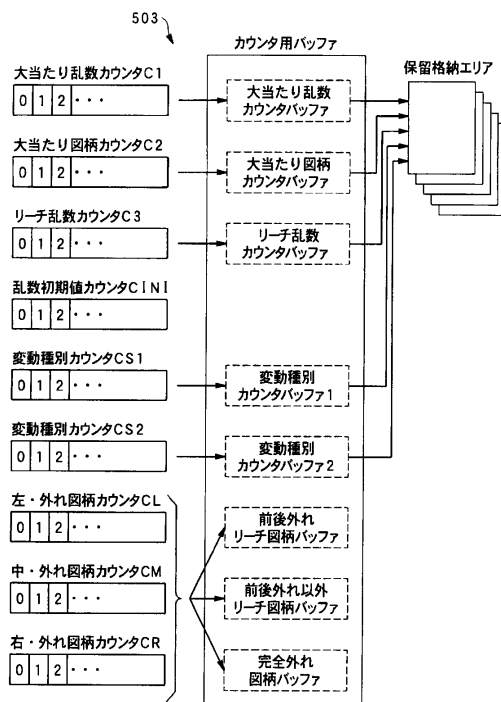 503
カウンタ用バッファ
保留格納エリア
大当たり乱数カウンタC1
0 1 2 ・・・
大当たり乱数
カウンタバッファ
大当たり図柄カウンタC2
0 1 2 ・・・
大当たり図柄
カウンタバッファ
リーチ乱数カウンタC3
0 1 2 ・・・
リーチ乱数
カウンタバッファ
乱数初期値カウンタCINI
0 1 2 ・・・
変動種別カウンタCS1
0 1 2 ・・・
変動種別
カウンタバッファ1
変動種別カウンタCS2
0 1 2 ・・・
変動種別
カウンタバッファ2
左・外れ図柄カウンタCL
0 1 2 ・・・
前後外れ
リーチ図柄バッファ
中・外れ図柄カウンタCM
0 1 2 ・・・
前後外れ以外
リーチ図柄バッファ
右・外れ図柄カウンタCR
0 1 2 ・・・
完全外れ
図柄バッファ